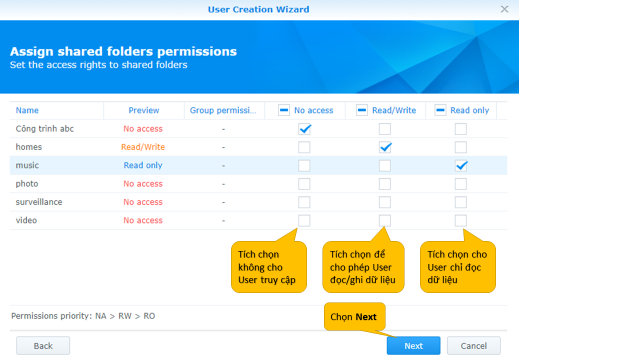 User Creation Wizard
Assign shared folders permissions
Set the access rights to shared folders
Name Preview Group permissi... No access Read/Write Read only
Công trình abc No access -
homes Read/Write -
music Read only -
photo No access -
surveillance No access -
video No access -
Tích chọn
không cho
User truy cập
Tích chọn để
cho phép User
đọc/ghi dữ liệu
Tích chọn cho
User chỉ đọc
dữ liệu
Permissions priority: NA > RW > RO
Chọn Next
Back Next Cancel